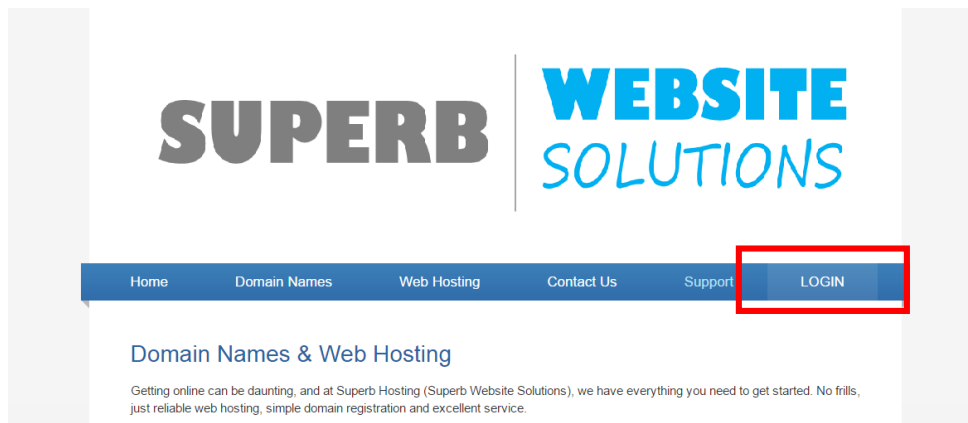 SUPERB
WEBSITE
SOLUTIONS
Home Domain Names Web Hosting Contact Us Support LOGIN
Domain Names & Web Hosting
Getting online can be daunting, and at Superb Hosting (Superb Website Solutions), we have everything you need to get started. No frills,
just reliable web hosting, simple domain registration and excellent service.